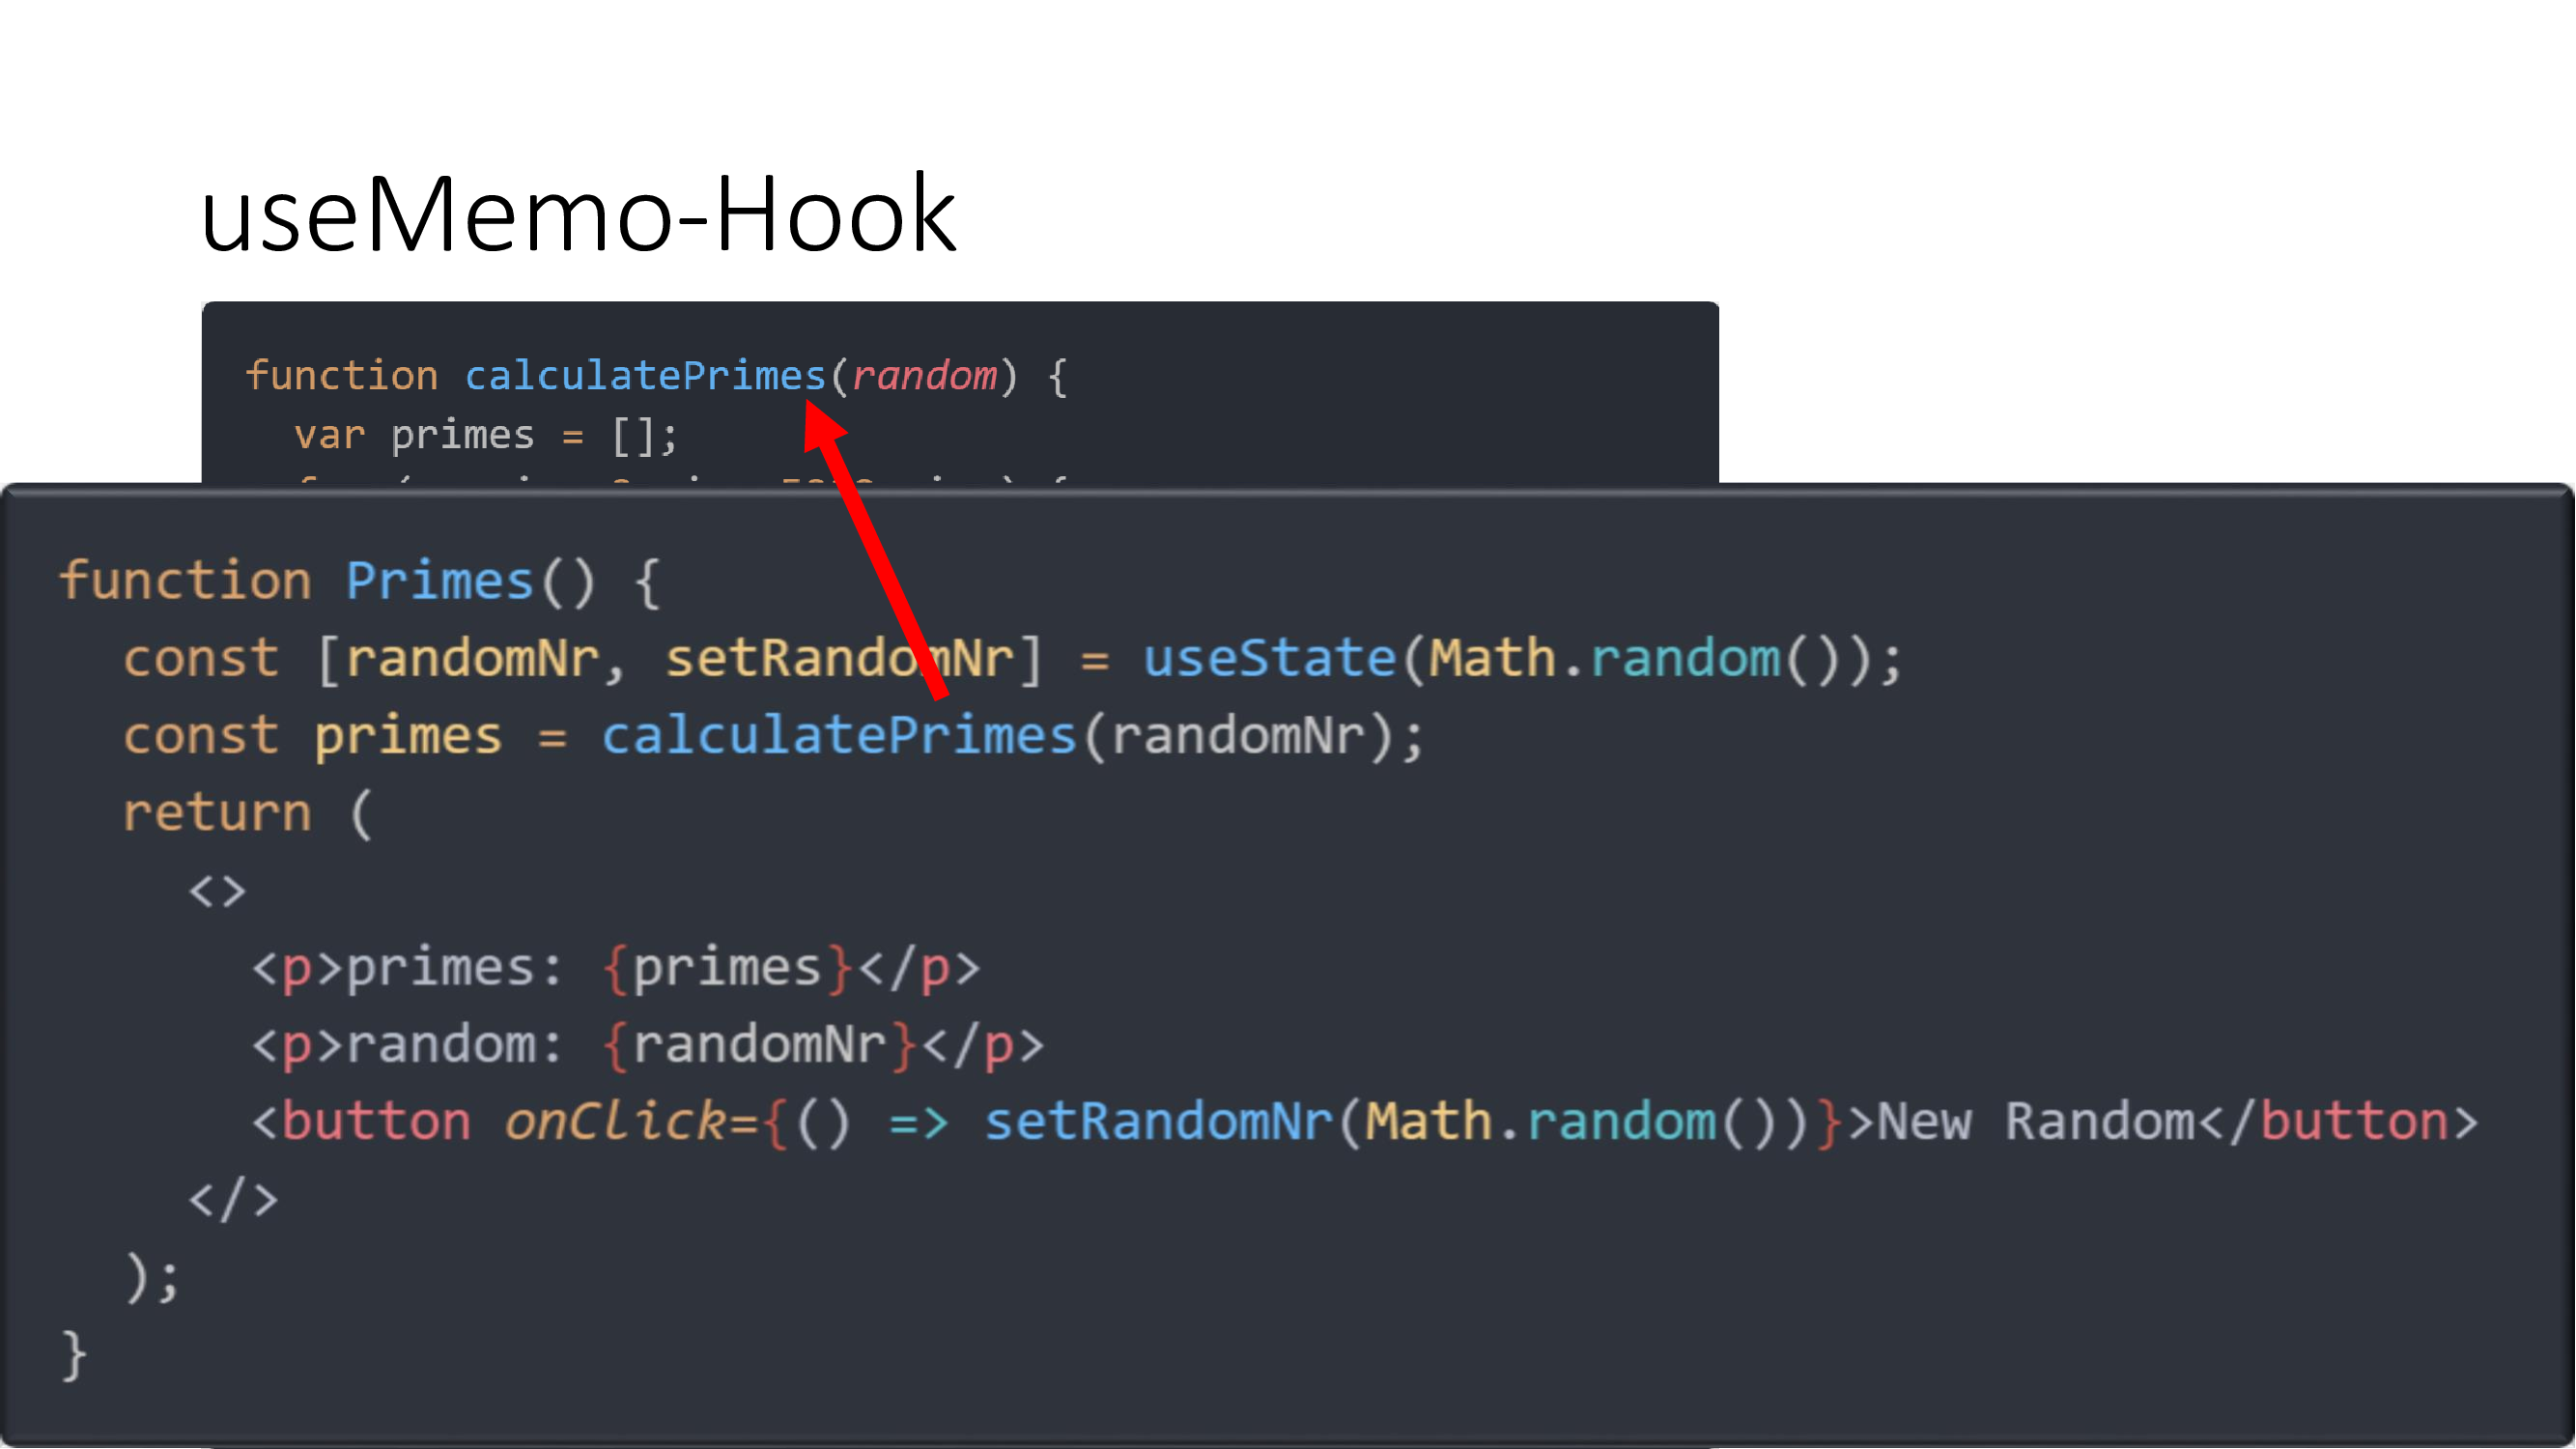 useMemo-Hook
function calculatePrimes(random) {
  var primes = [];
function Primes() {
  const [randomNr, setRandomNr] = useState(Math.random());
  const primes = calculatePrimes(randomNr);
  return (
    <>
      <p>primes: {primes}</p>
      <p>random: {randomNr}</p>
      <button onClick={() => setRandomNr(Math.random())}>New Random</button>
    </>
  );
}